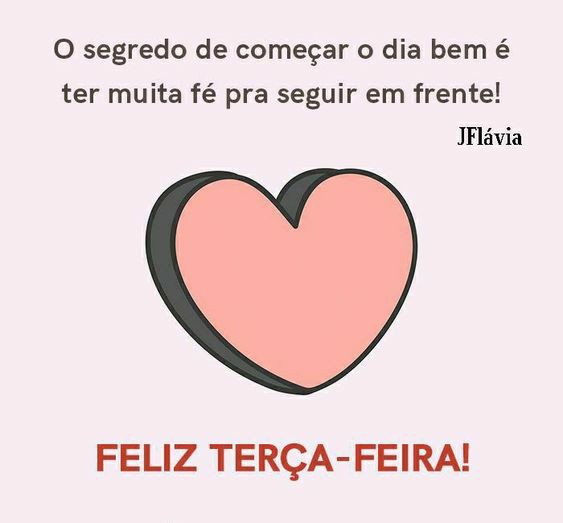 O segredo de começar o dia bem é
ter muita fé pra seguir em frente!
JFlávia
FELIZ TERÇA-FEIRA!